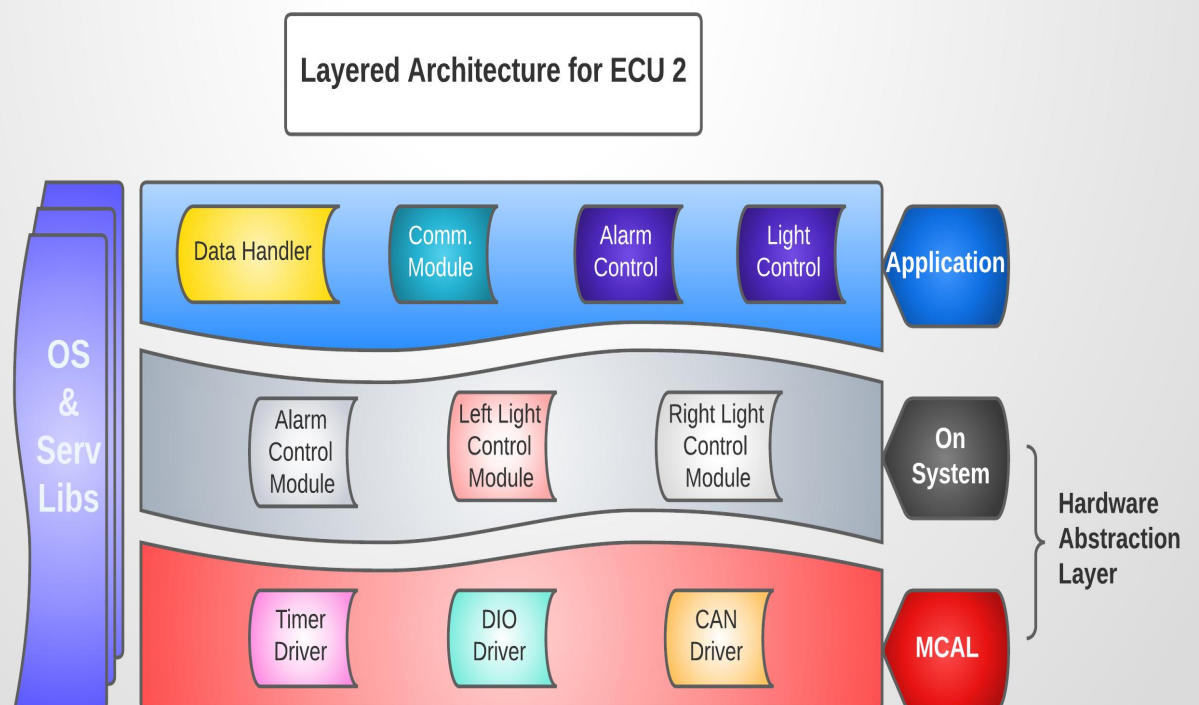 Layered Architecture for ECU 2
Data Handler
Comm.
Module
Alarm
Control
Light
Control
Application
OS
&
Serv
Libs
Alarm
Control
Module
Left Light
Control
Module
Right Light
Control
Module
On
System
Hardware
Abstraction
Layer
Timer
Driver
DIO
Driver
CAN
Driver
MCAL